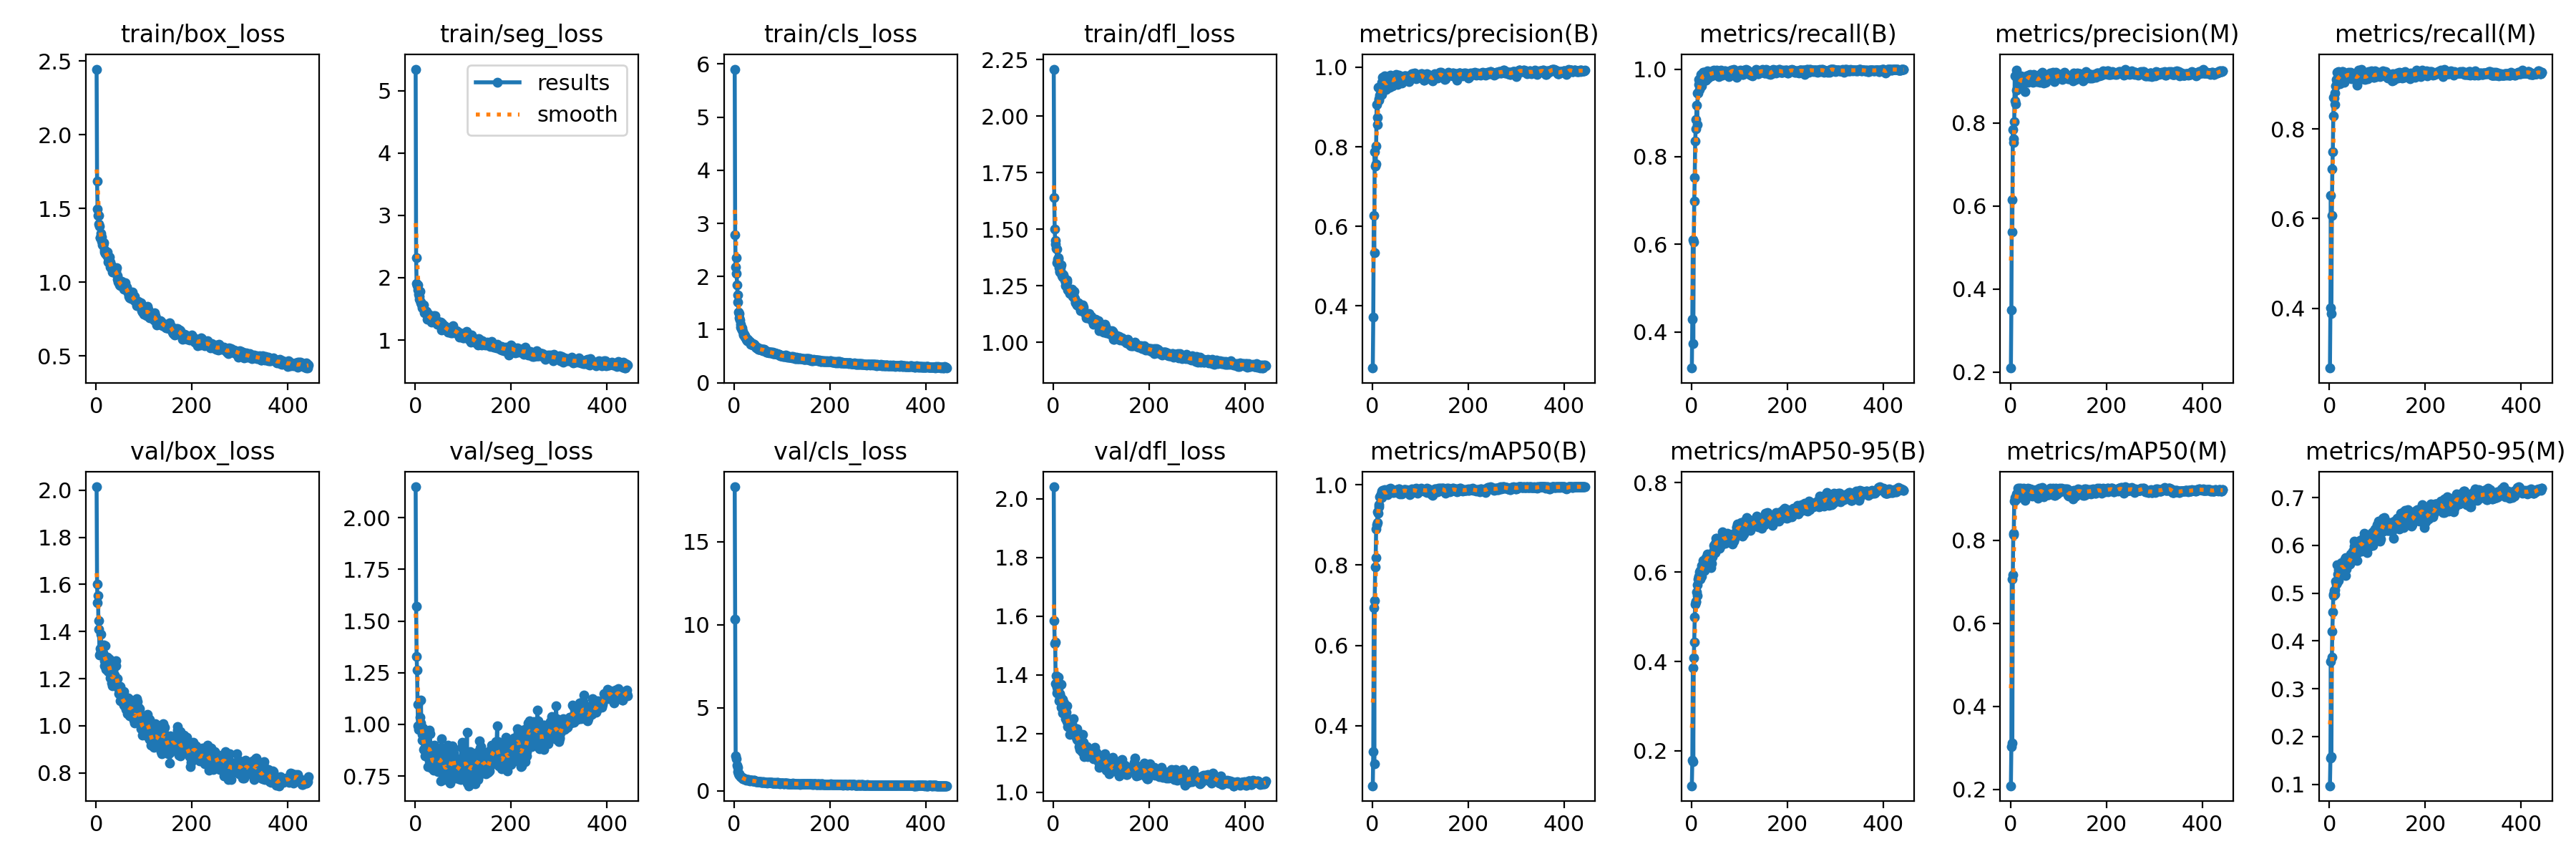 train/box_loss
2.5
2.0
1.5
1.0
0.5
0 200 400
train/seg_loss
results
smooth
5
4
3
2
1
0 200 400
train/cls_loss
6
5
4
3
2
1
0
0 200 400
train/dfl_loss
2.25
2.00
1.75
1.50
1.25
1.00
0 200 400
metrics/precision(B)
1.0
0.8
0.6
0.4
0 200 400
metrics/recall(B)
1.0
0.8
0.6
0.4
0 200 400
metrics/precision(M)
0.8
0.6
0.4
0.2
0 200 400
metrics/recall(M)
0.8
0.6
0.4
0 200 400
val/box_loss
2.0
1.8
1.6
1.4
1.2
1.0
0.8
0 200 400
val/seg_loss
2.00
1.75
1.50
1.25
1.00
0.75
0 200 400
val/cls_loss
15
10
5
0
0 200 400
val/dfl_loss
2.0
1.8
1.6
1.4
1.2
1.0
0 200 400
metrics/mAP50(B)
1.0
0.8
0.6
0.4
0 200 400
metrics/mAP50-95(B)
0.8
0.6
0.4
0.2
0 200 400
metrics/mAP50(M)
0.8
0.6
0.4
0.2
0 200 400
metrics/mAP50-95(M)
0.7
0.6
0.5
0.4
0.3
0.2
0.1
0 200 400